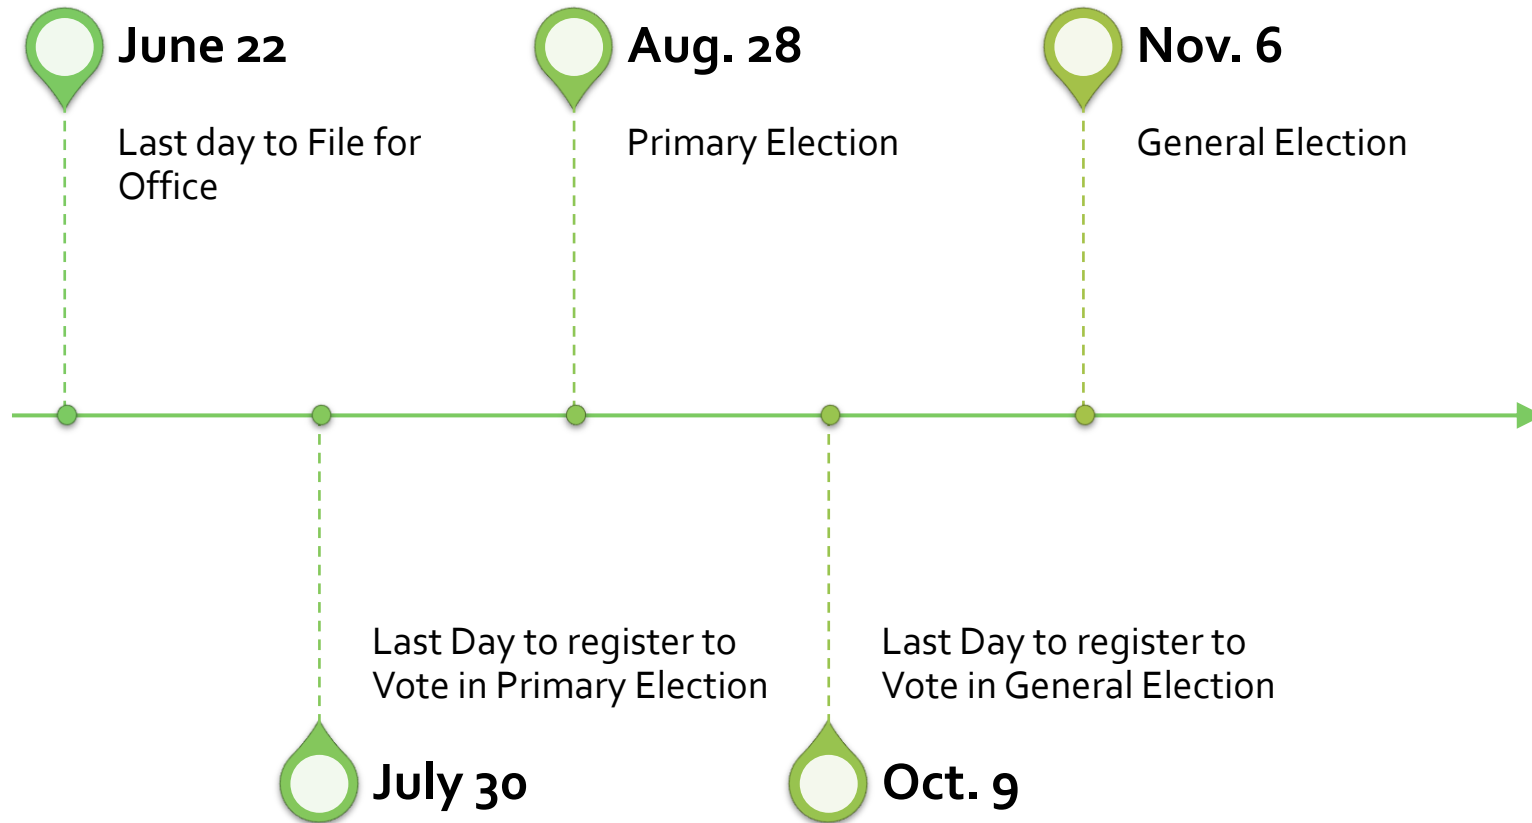 June 22
Last day to File for
Office
Aug. 28
Primary Election
Nov. 6
General Election
Last Day to register to
Vote in Primary Election
July 30
Last Day to register to
Vote in General Election
Oct. 9